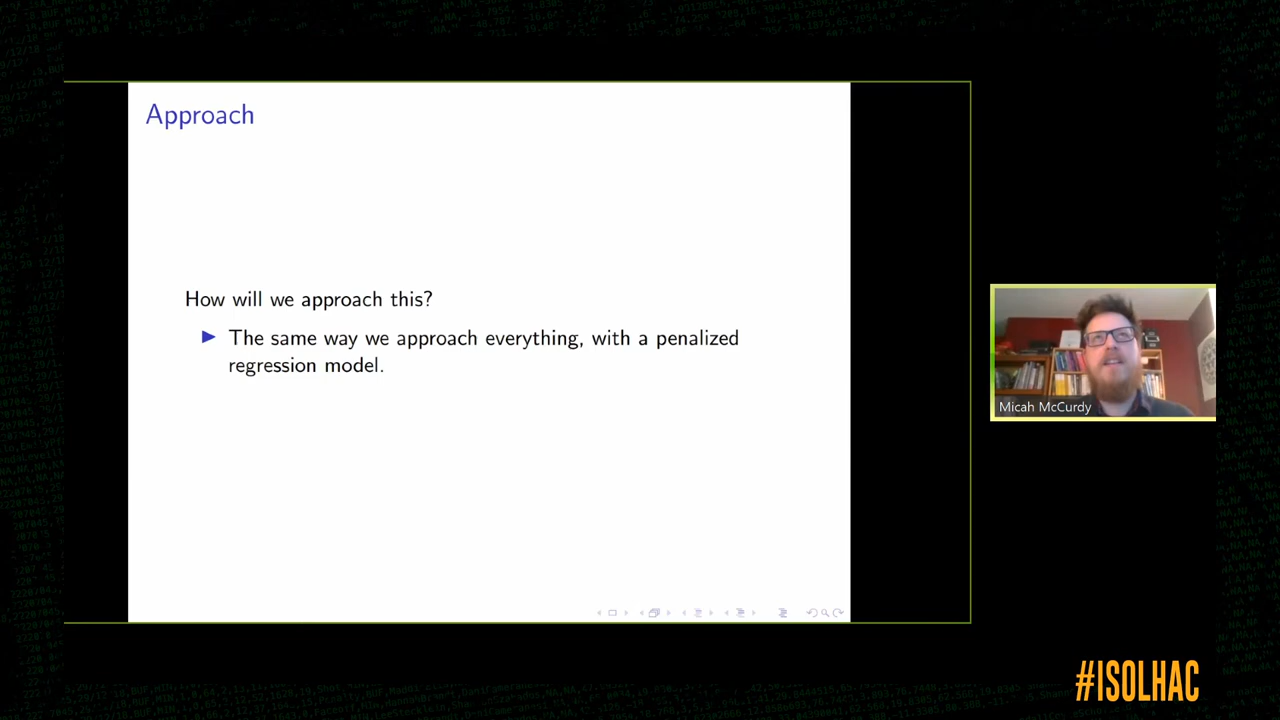 Approach
How will we approach this?
The same way we approach everything, with a penalized
regression model.
Micah McCurdy
#ISOLHAC